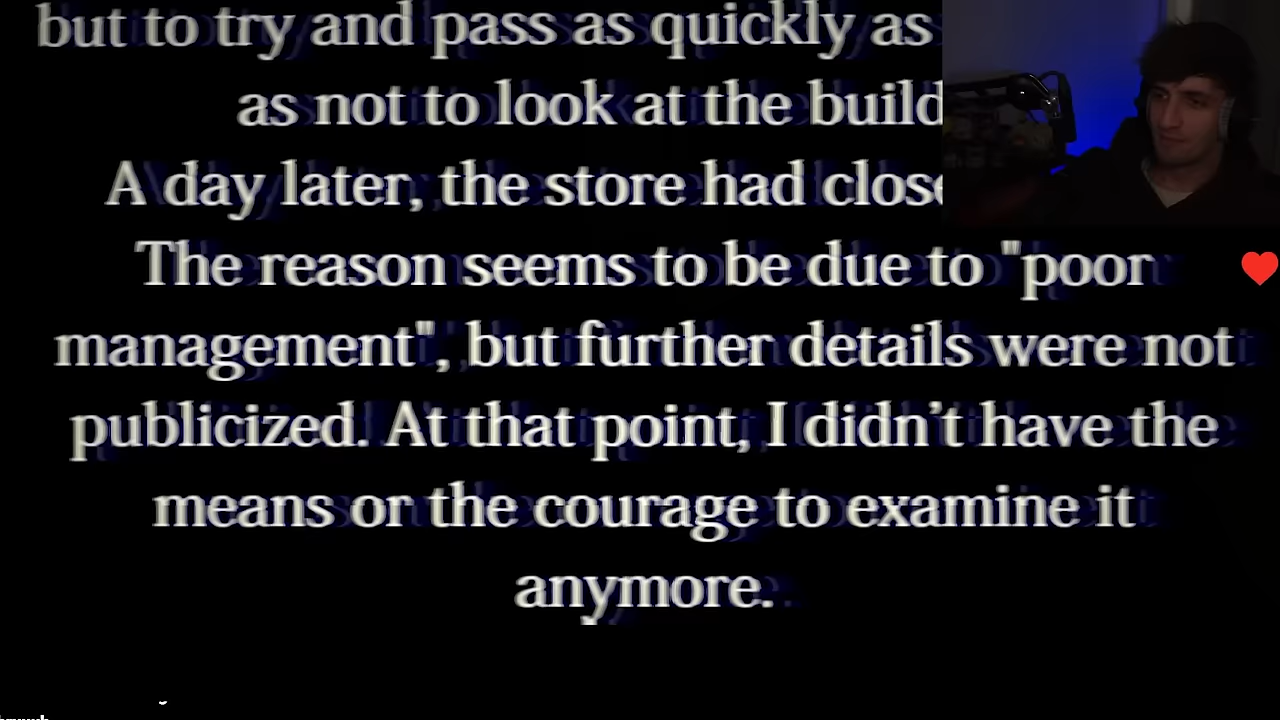 but to try and pass as quickly as
as not to look at the build
A day later, the store had close
The reason seems to be due to "poor
management", but further details were not
publicized. At that point, I didn’t have the
means or the courage to examine it
anymore.